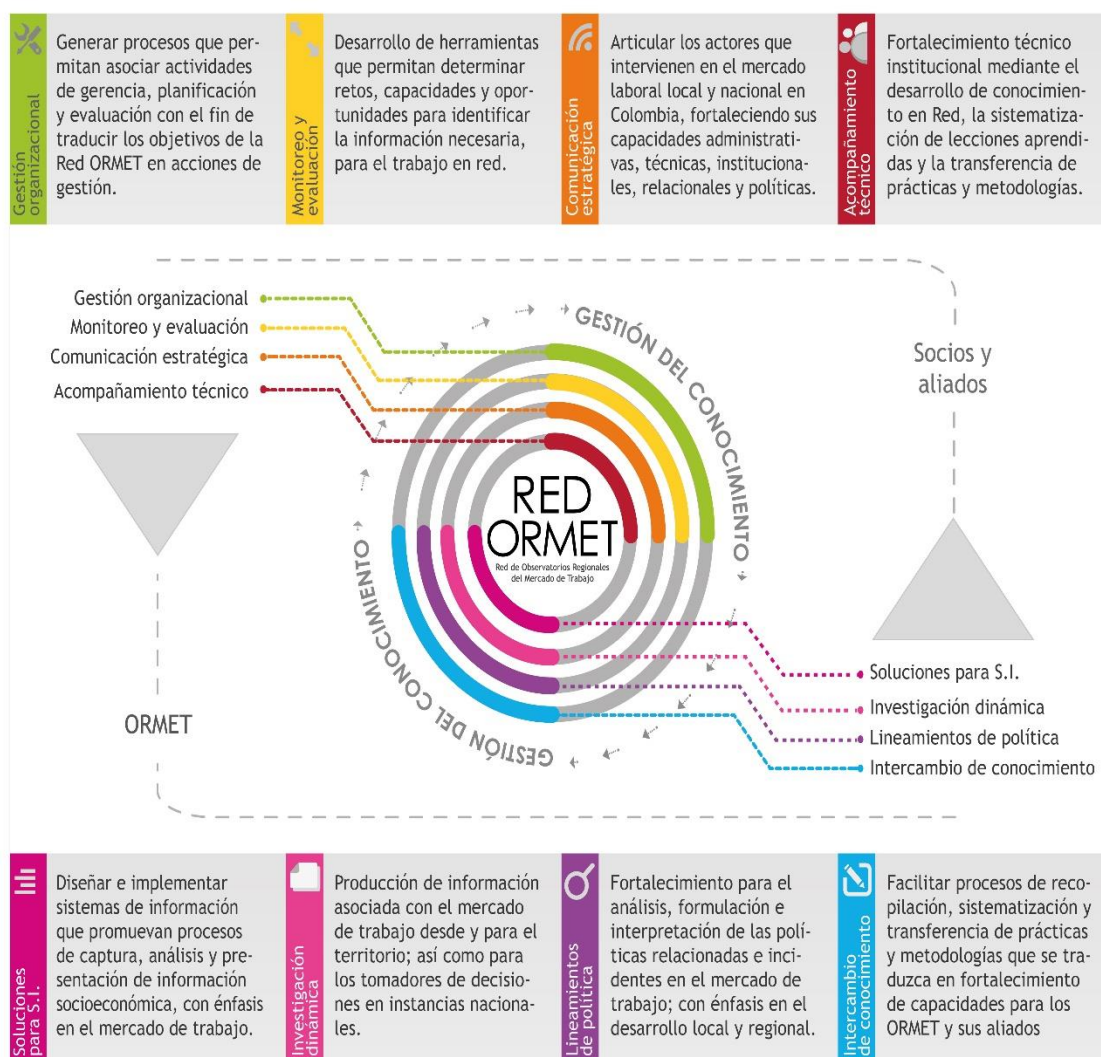 Gestión
organizacional
Generar procesos que per-
mitan asociar actividades
de gerencia, planificación
y evaluación con el fin de
traducir los objetivos de la
Red ORMET en acciones de
gestión.
Monitoreo y
evaluación
Desarrollo de herramientas
que permitan determinar
retos, capacidades y opor-
tunidades para identificar
la información necesaria,
para el trabajo en red.
Comunicación
estratégica
Articular los actores que
intervienen en el mercado
laboral local y nacional en
Colombia, fortaleciendo sus
capacidades administrati-
vas, técnicas, instituciona-
les, relacionales y políticas.
Acompañamiento
técnico
Fortalecimiento técnico
institucional mediante el
desarrollo de conocimien-
to en Red, la sistematiza-
ción de lecciones aprendi-
das y la transferencia de
prácticas y metodologías.
Gestión organizacional
Monitoreo y evaluación
Comunicación estratégica
Acompañamiento técnico
GESTIÓN DEL CONOCIMIENTO
Socios y
aliados
RED
ORMET
Red de Observatorios Regionales
del Mercado de Trabajo
GESTIÓN DEL CONOCIMIENTO
ORMET
Soluciones para S.I.
Investigación dinámica
Lineamientos de política
Intercambio de conocimiento
Soluciones
para S.I.
Diseñar e implementar
sistemas de información
que promuevan procesos
de captura, análisis y pre-
sentación de información
socioeconómica, con énfasis
en el mercado de trabajo.
Investigación
dinámica
Producción de información
asociada con el mercado
de trabajo desde y para el
territorio; así como para
los tomadores de decisio-
nes en instancias naciona-
les.
Lineamientos
de política
Fortalecimiento para el
análisis, formulación e
interpretación de las polí-
ticas relacionadas e inci-
dentes en el mercado de
trabajo; con énfasis en el
desarrollo local y regional.
Intercambio
de conocimiento
Facilitar procesos de reco-
pilación, sistematización y
transferencia de prácticas
y metodologías que se tra-
duzca en fortalecimiento
de capacidades para los
ORMET y sus aliados